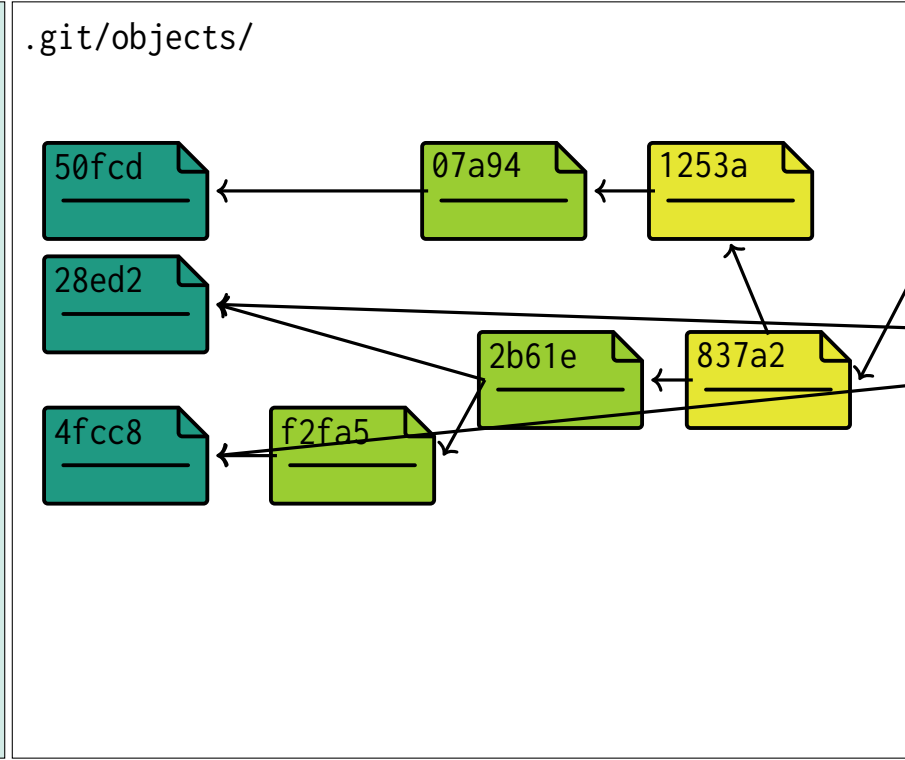 .git/objects/
50fcd
07a94
1253a
28ed2
2b61e
837a2
4fcc8
f2fa5